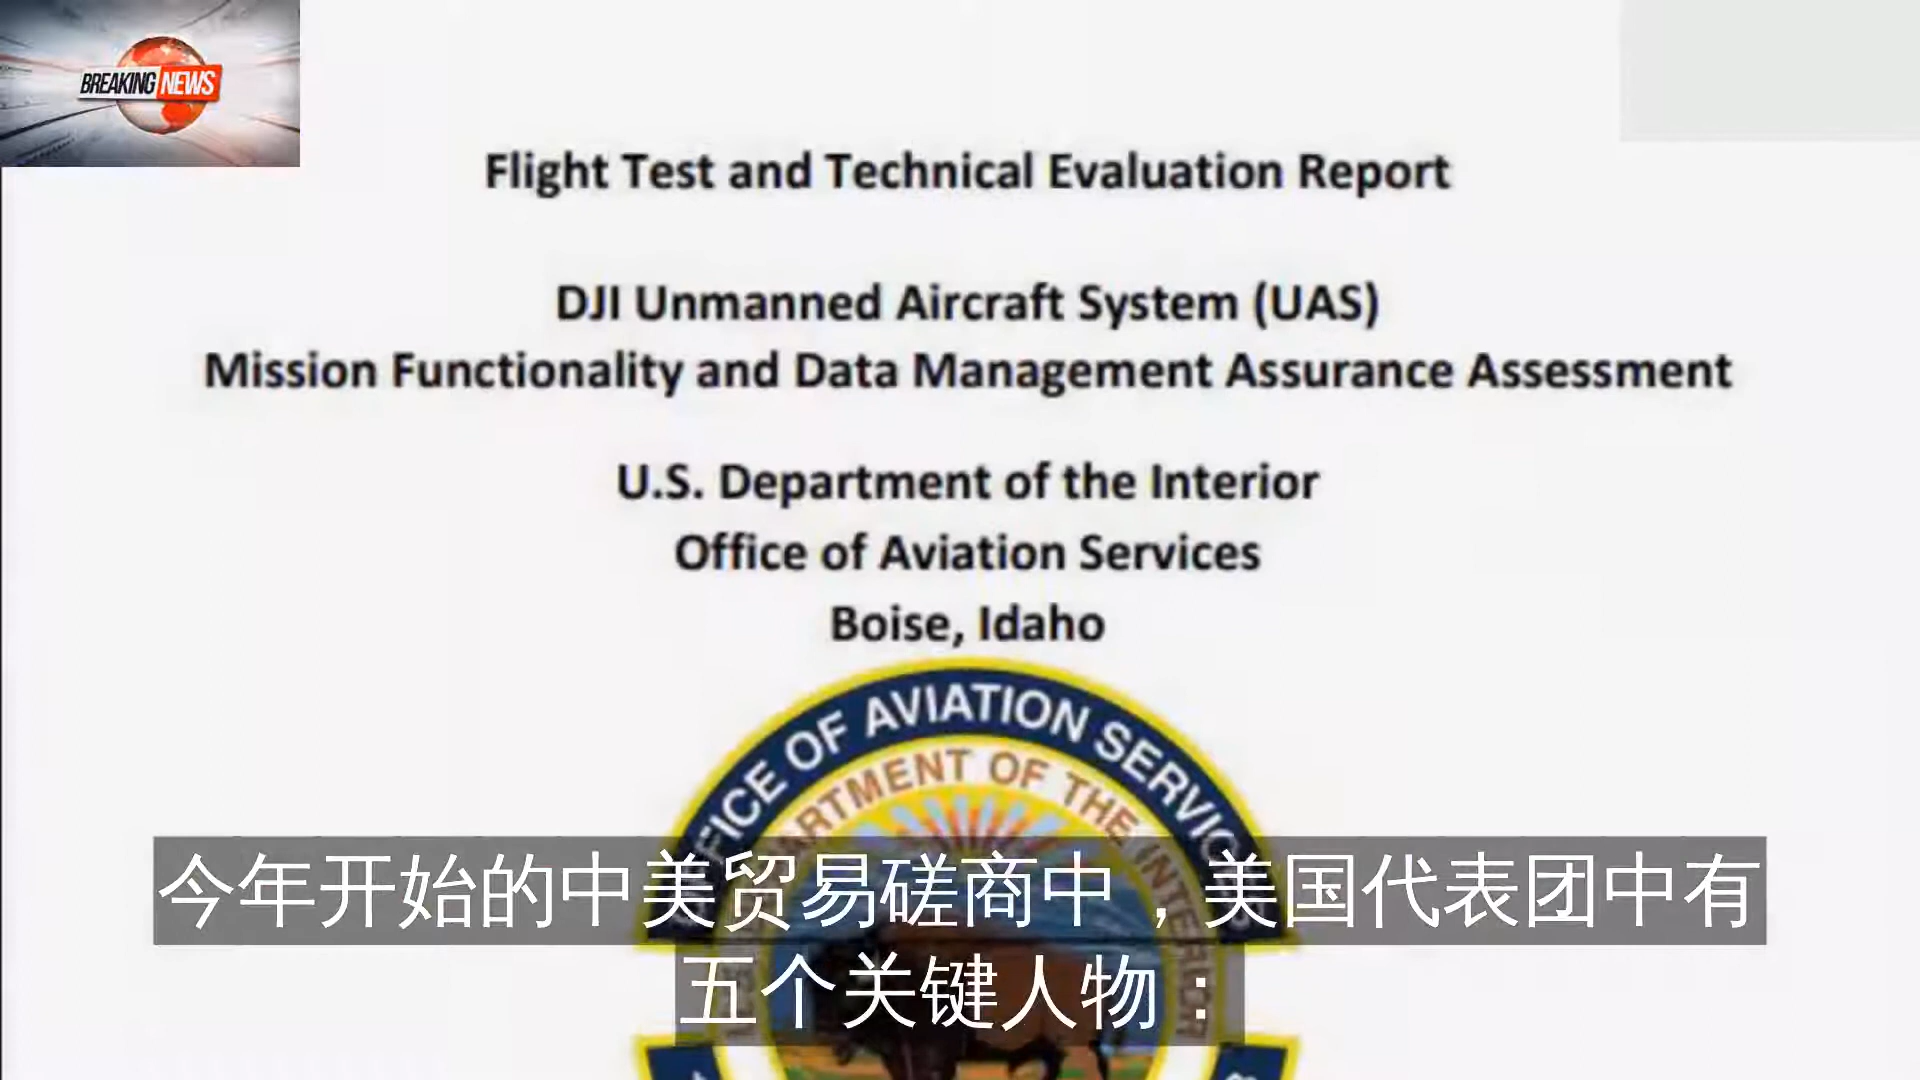 BREAKING NEWS
Flight Test and Technical Evaluation Report
DJI Unmanned Aircraft System (UAS)
Mission Functionality and Data Management Assurance Assessment
U.S. Department of the Interior
Office of Aviation Services
Boise, Idaho
OF AVIATION
OF THE INTERIOR
今年开始的中美贸易磋商中，美国代表团中有
五个关键人物：